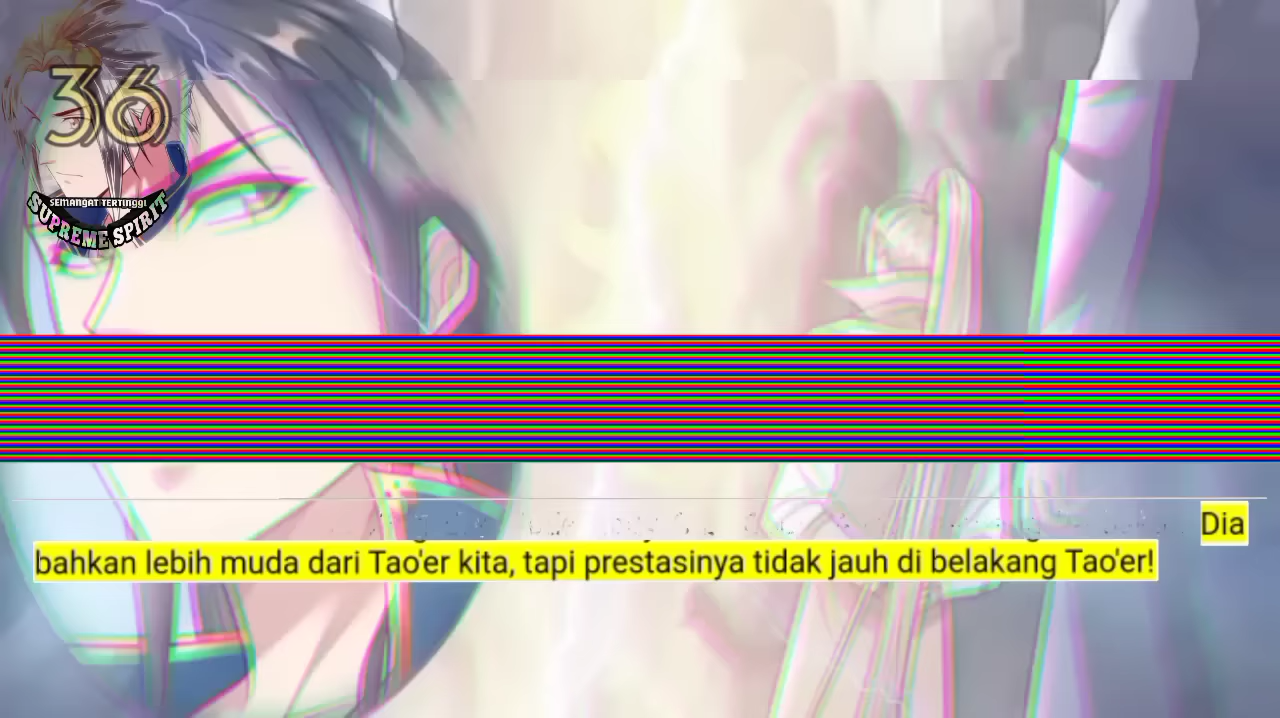 36
SEMANGAT TERTINGGI
SUPREME SPIRIT
Dia
bahkan lebih muda dari Tao'er kita, tapi prestasinya tidak jauh di belakang Tao'er!